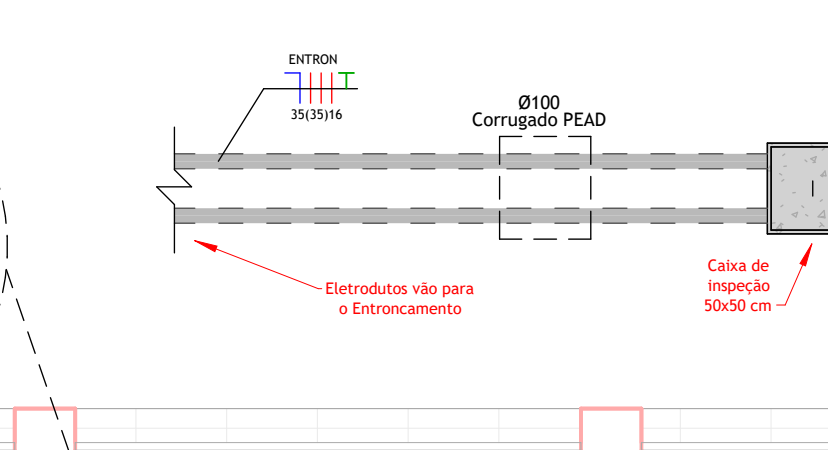 ENTRON
35(35)16
Ø100
Corrugado PEAD
Eletrodutos vão para
o Entroncamento
Caixa de
inspeção
50x50 cm